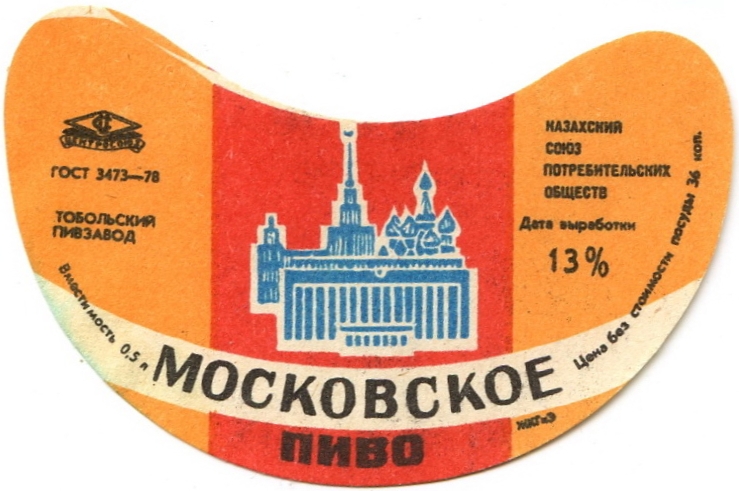 ЦЕНТРОСОЮЗ
ГОСТ 3473—78
ТОБОЛЬСКИЙ
ПИВЗАВОД
Вместимость 0,5 л
КАЗАХСКИЙ
СОЮЗ
ПОТРЕБИТЕЛЬСКИХ
ОБЩЕСТВ
Дата выработки
13%
Цена без стоимости посуды 36 коп.
МОСКОВСКОЕ
ПИВО